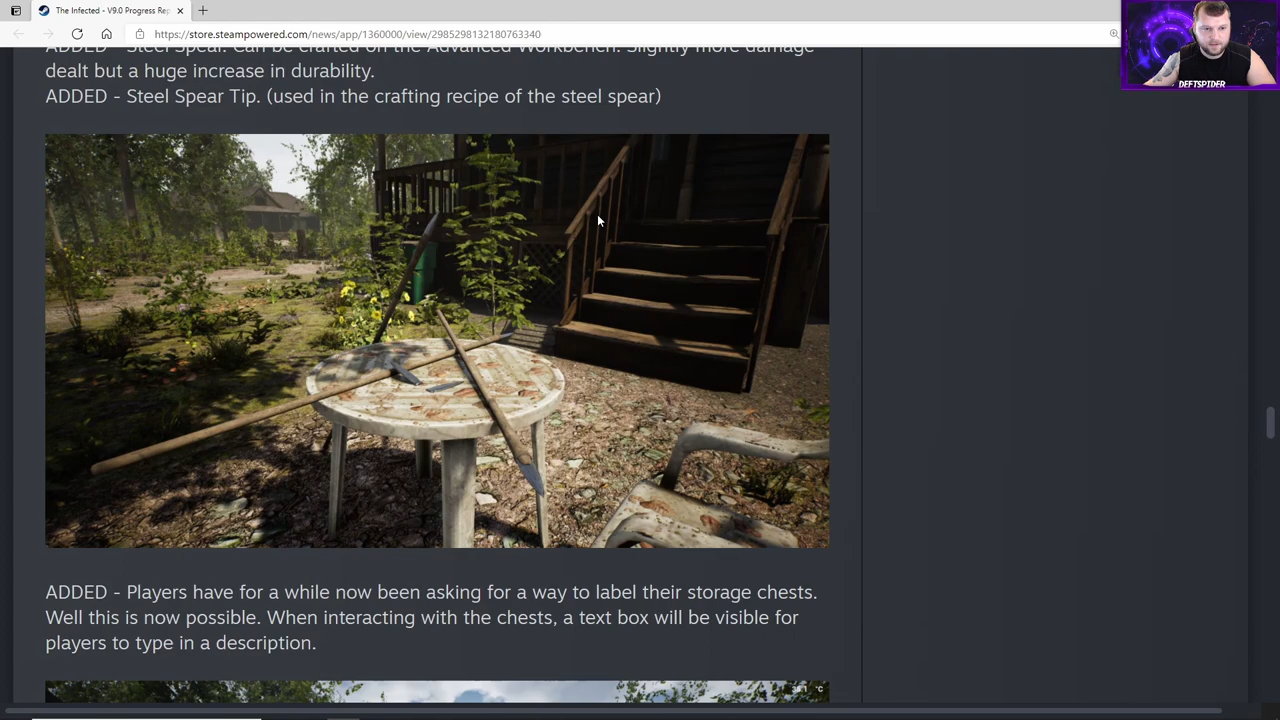 The Infected - V9.0 Progress Rep
https://store.steampowered.com/news/app/1360000/view/2985298132180763340
DEFTSPIDER
ADDED - Steel Spear. Can be crafted on the Advanced Workbench. Slightly more damage
dealt but a huge increase in durability.
ADDED - Steel Spear Tip. (used in the crafting recipe of the steel spear)
ADDED - Players have for a while now been asking for a way to label their storage chests.
Well this is now possible. When interacting with the chests, a text box will be visible for
players to type in a description.